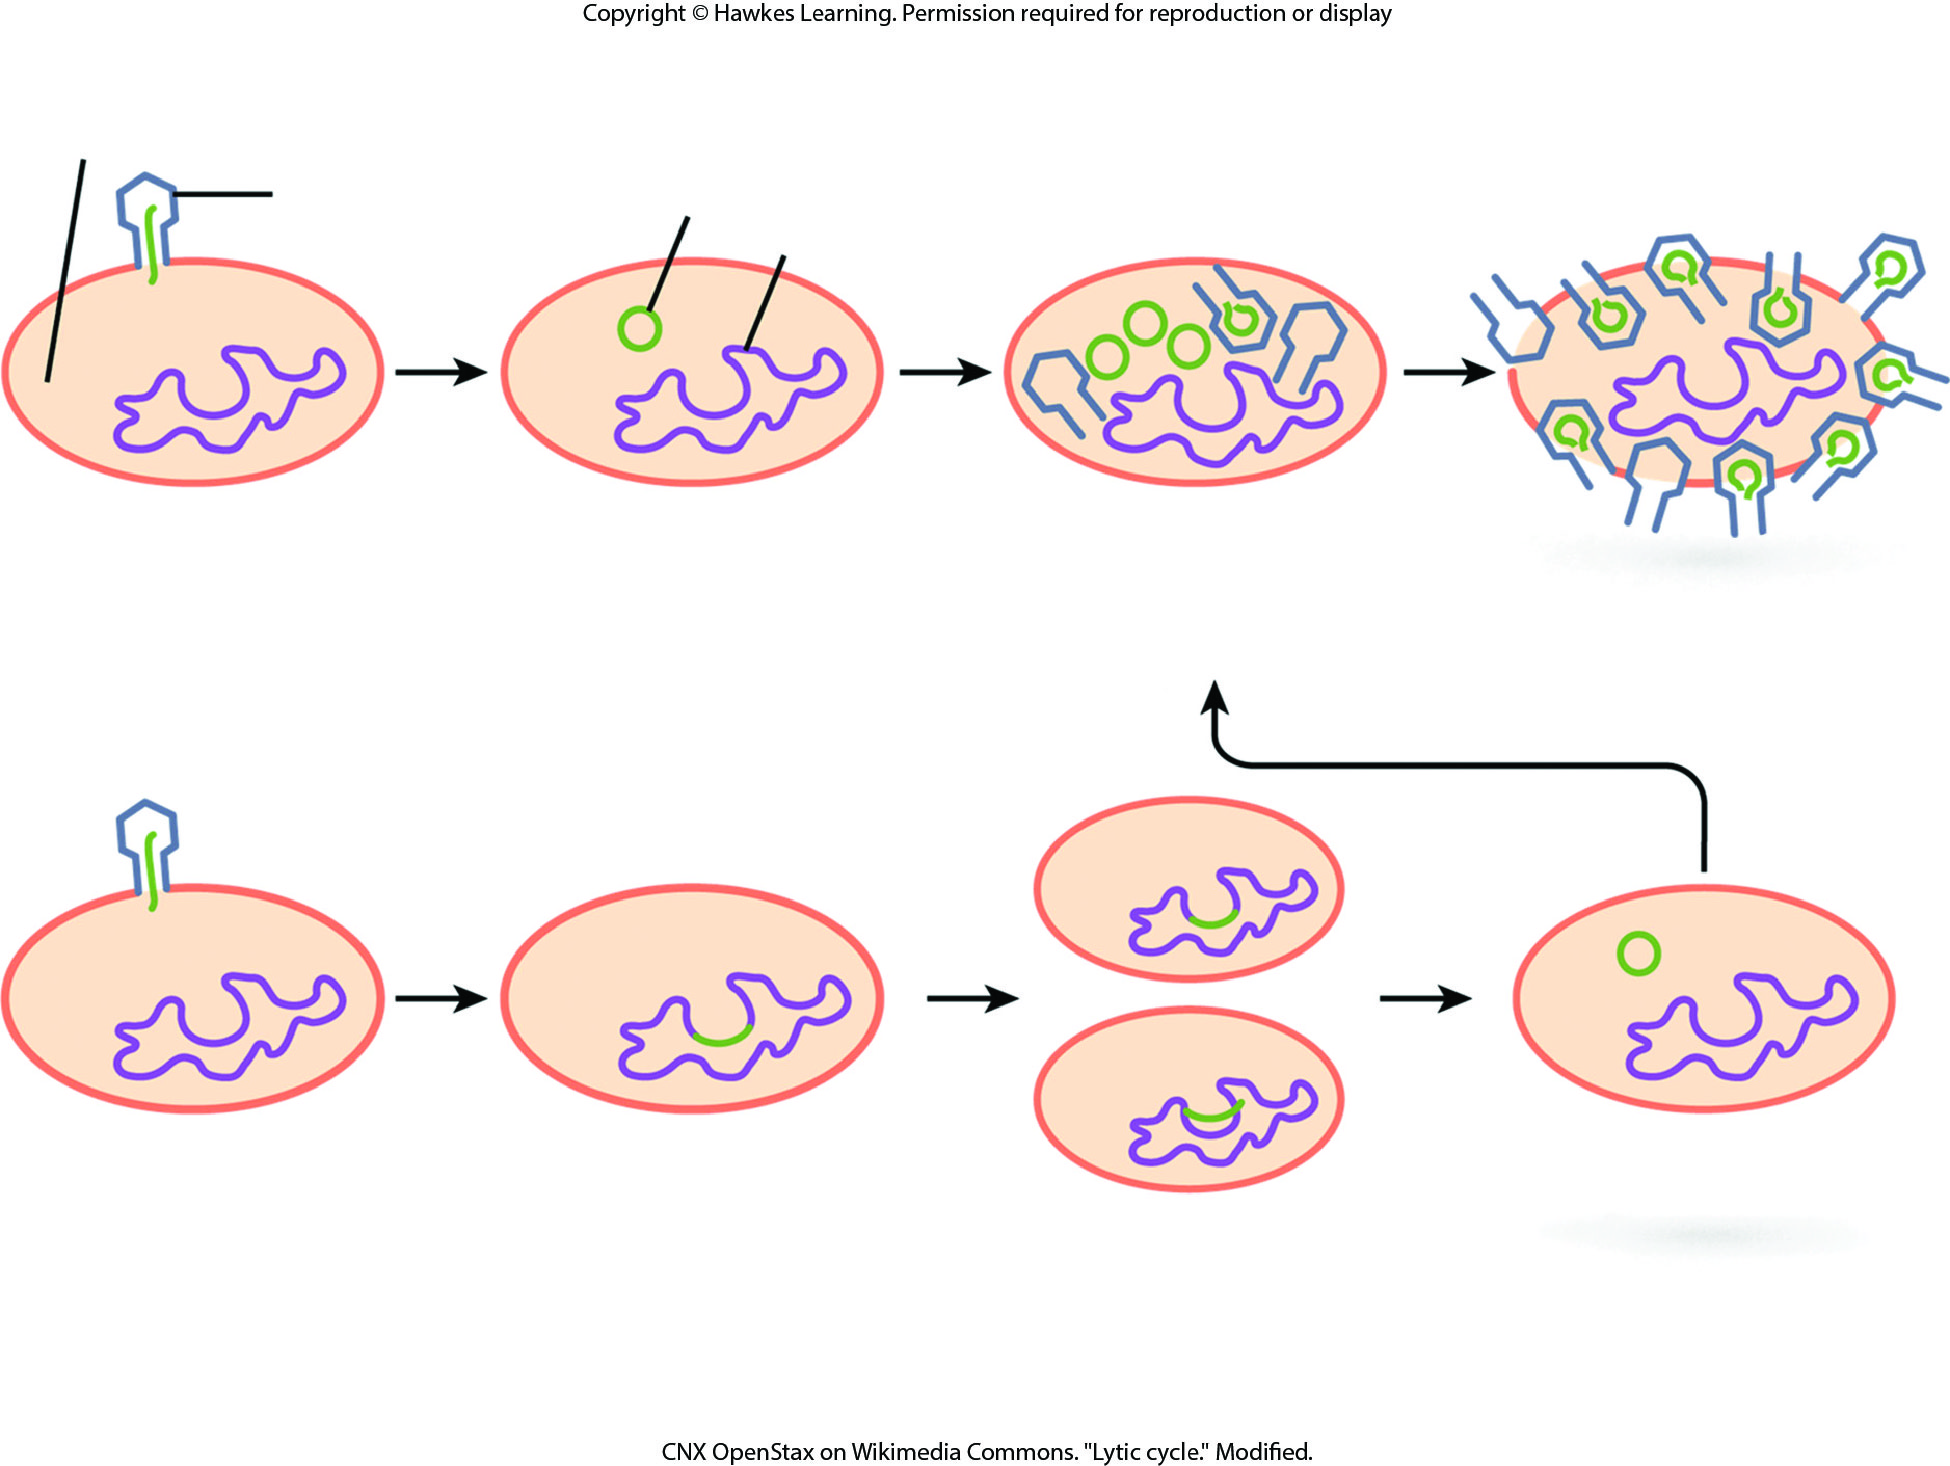 Copyright © Hawkes Learning. Permission required for reproduction or display
CNX OpenStax on Wikimedia Commons. "Lytic cycle." Modified.